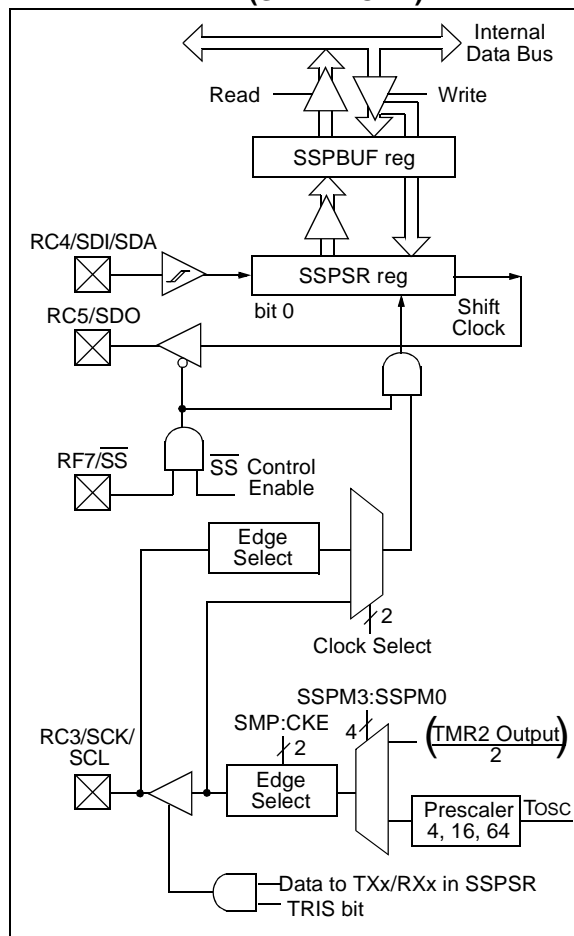 Internal
Data Bus
Read
Write
SSPBUF reg
RC4/SDI/SDA
SSPSR reg
RC5/SDO
bit 0
Shift
Clock
RF7/SS
SS Control
Enable
Edge
Select
2
Clock Select
SSPM3:SSPM0
SMP:CKE
4
(TMR2 Output)
2
2
RC3/SCK/
SCL
Edge
Select
Prescaler
4, 16, 64
TOSC
Data to TXx/RXx in SSPSR
TRIS bit